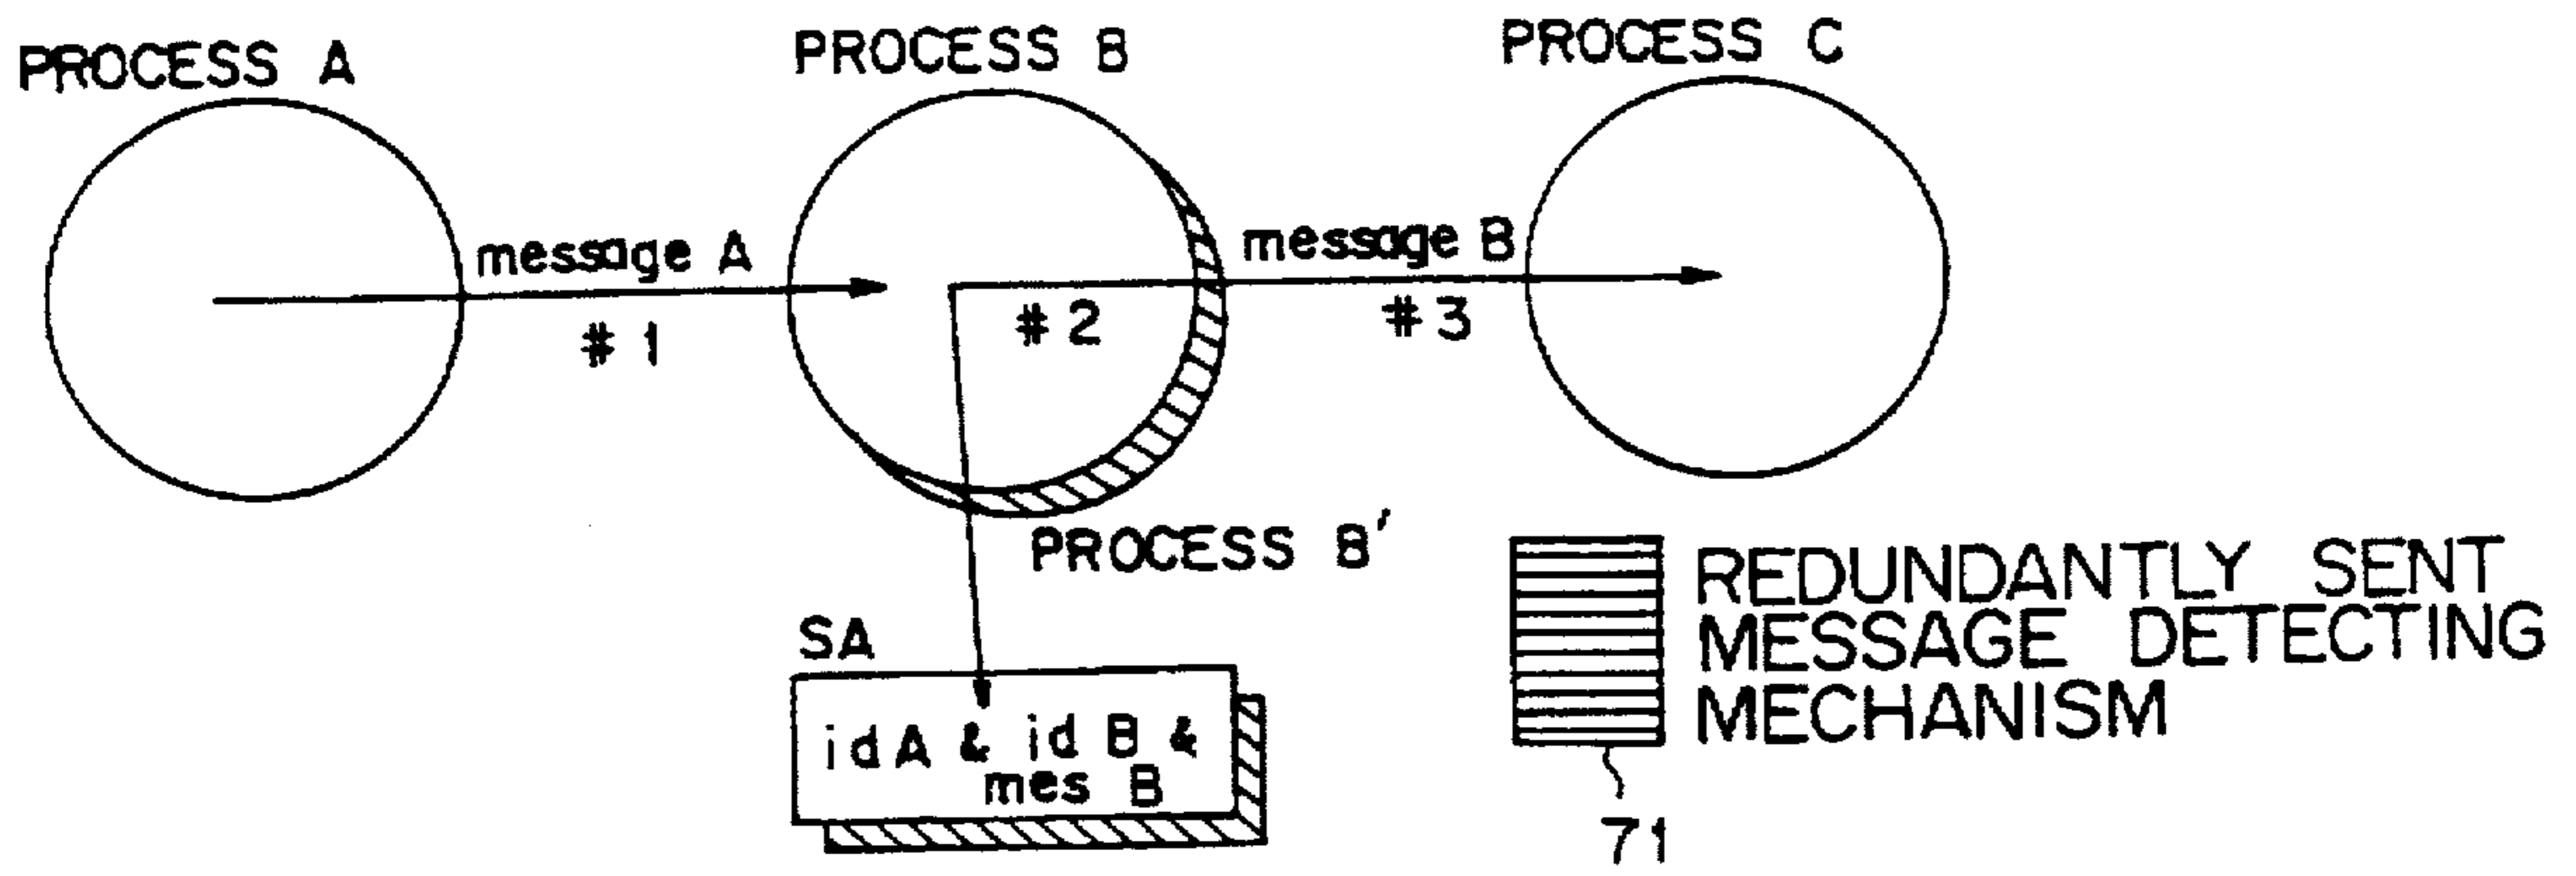 PROCESS A
PROCESS B
PROCESS C
message A
message B
#1
#2
#3
PROCESS B'
SA
idA & id B &
mes B
REDUNDANTLY SENT
MESSAGE DETECTING
MECHANISM
71